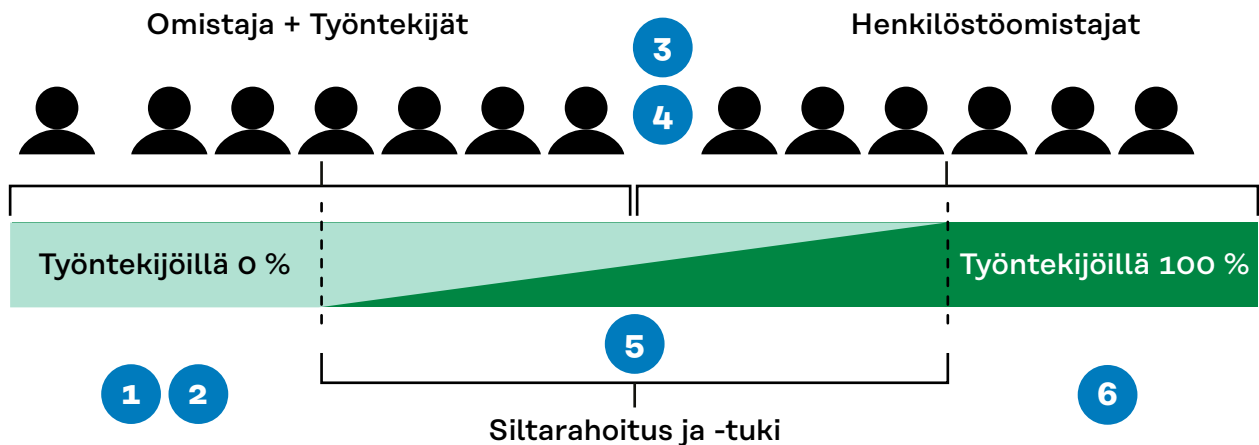 Omistaja + Työntekijät
3
Henkilöstöomistajat
4
Työntekijöillä 0 %
Työntekijöillä 100 %
5
1
2
6
Siltarahoitus ja -tuki